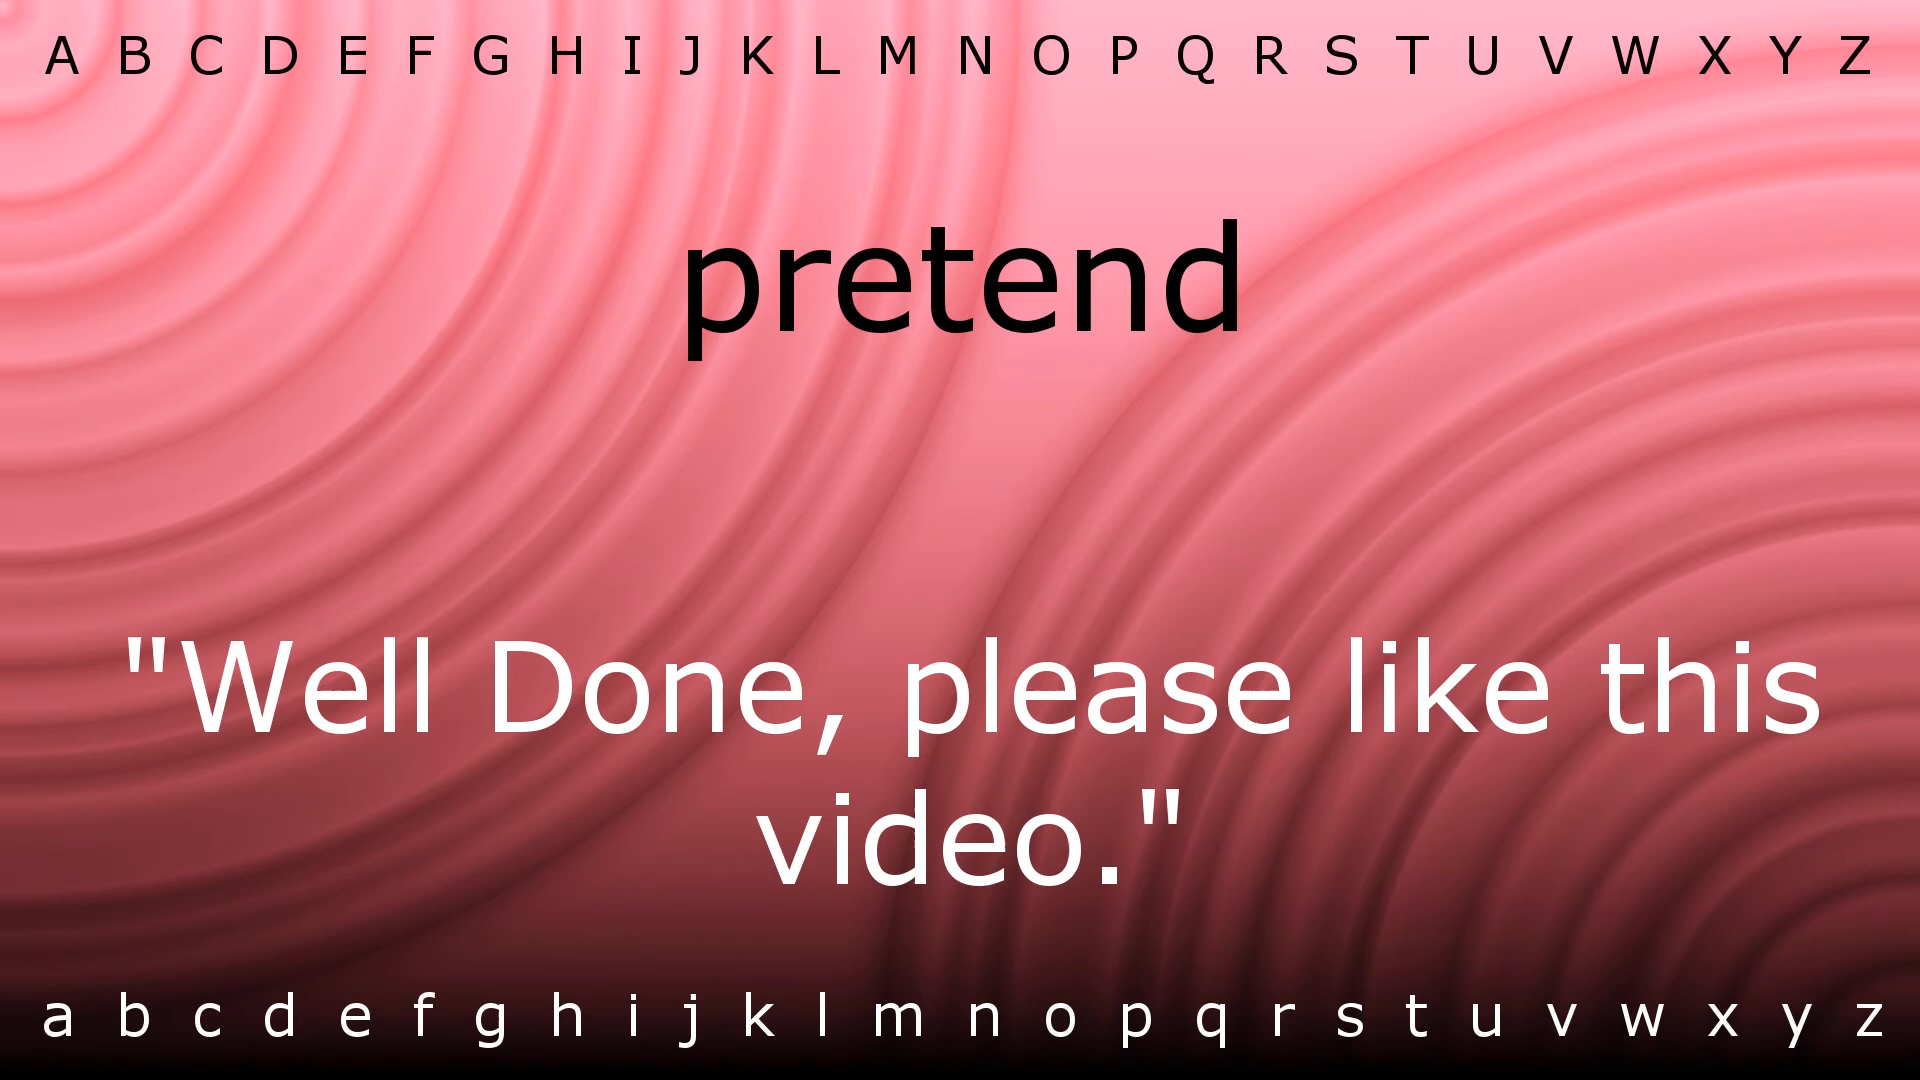 A B C D E F G H I J K L M N O P Q R S T U V W X Y Z
pretend
"Well Done, please like this
video."
a b c d e f g h i j k l m n o p q r s t u v w x y z